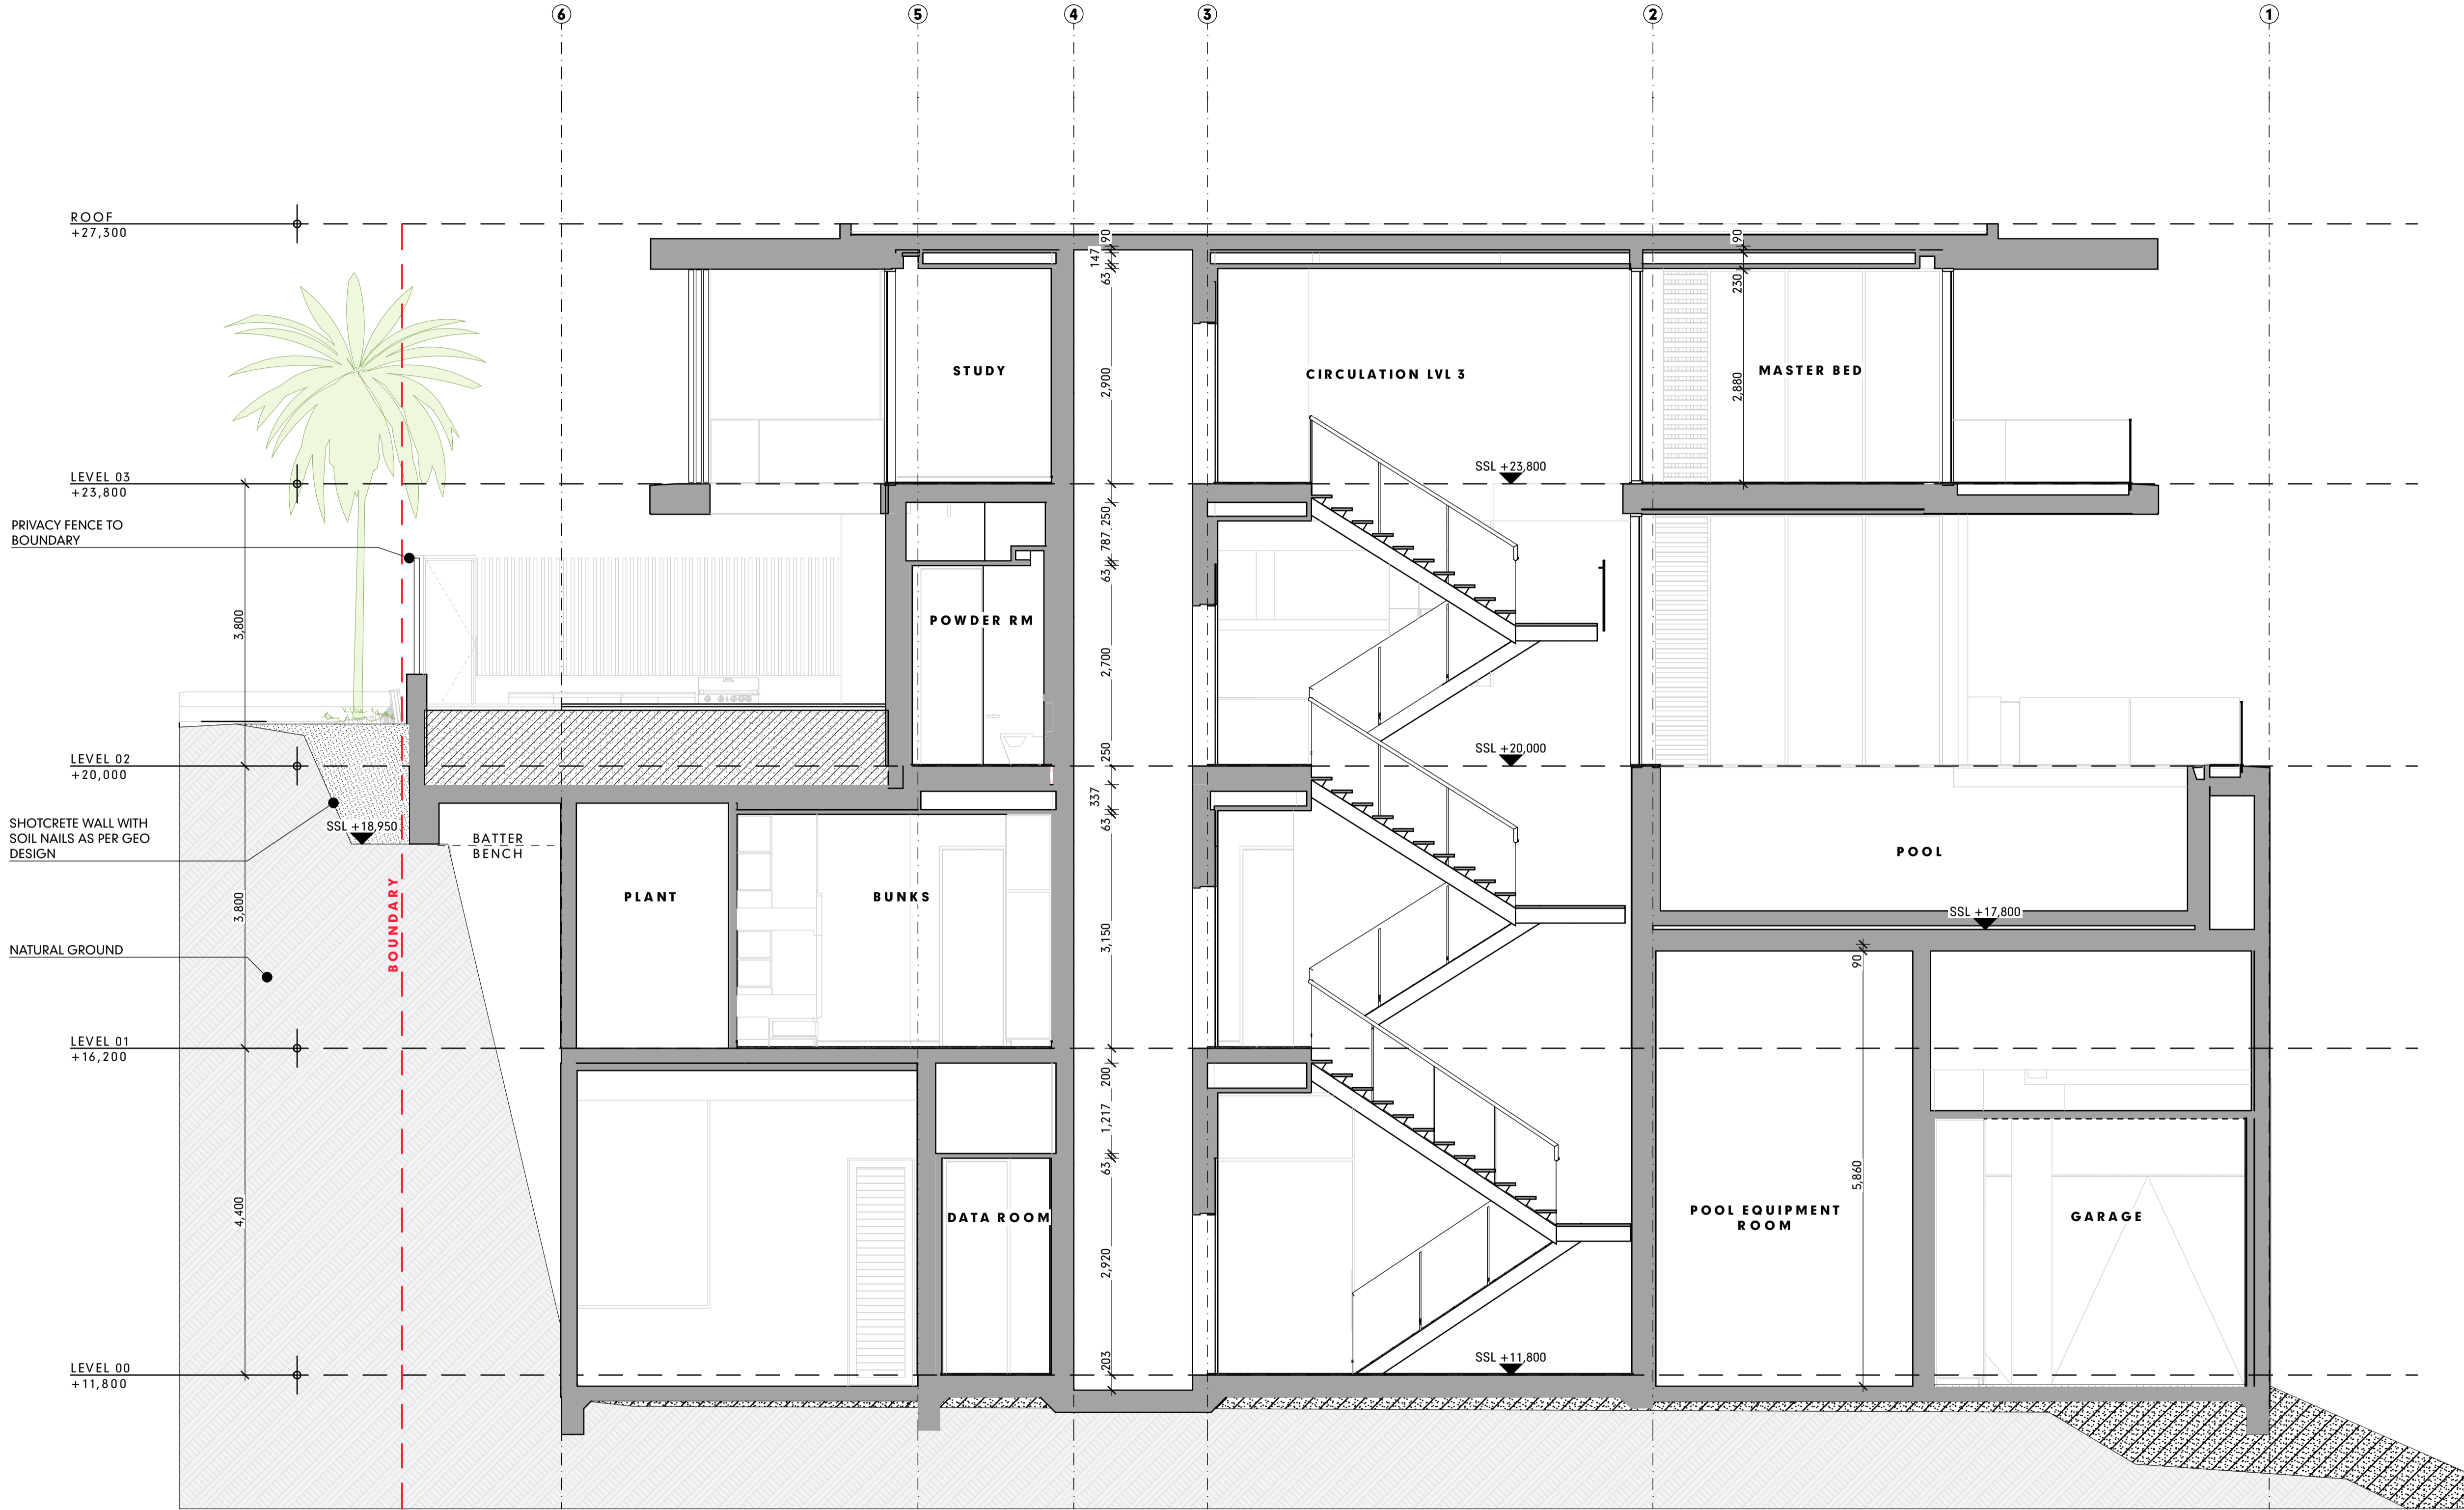 6
5
4
3
2
1
ROOF
+27,300
90
147
63
90
230
STUDY
2,900
CIRCULATION LVL 3
2,880
MASTER BED
LEVEL 03
+23,800
SSL +23,800
PRIVACY FENCE TO
BOUNDARY
250
787
63
3,800
POWDER RM
2,700
LEVEL 02
+20,000
250
SSL +20,000
337
63
SHOTCRETE WALL WITH
SOIL NAILS AS PER GEO
DESIGN
SSL +18,950
BATTER
BENCH
POOL
3,800
BOUNDARY
PLANT
BUNKS
SSL +17,800
NATURAL GROUND
3,150
90
LEVEL 01
+16,200
200
1,217
63
4,400
DATA ROOM
2,920
5,860
POOL EQUIPMENT
ROOM
GARAGE
LEVEL 00
+11,800
203
SSL +11,800